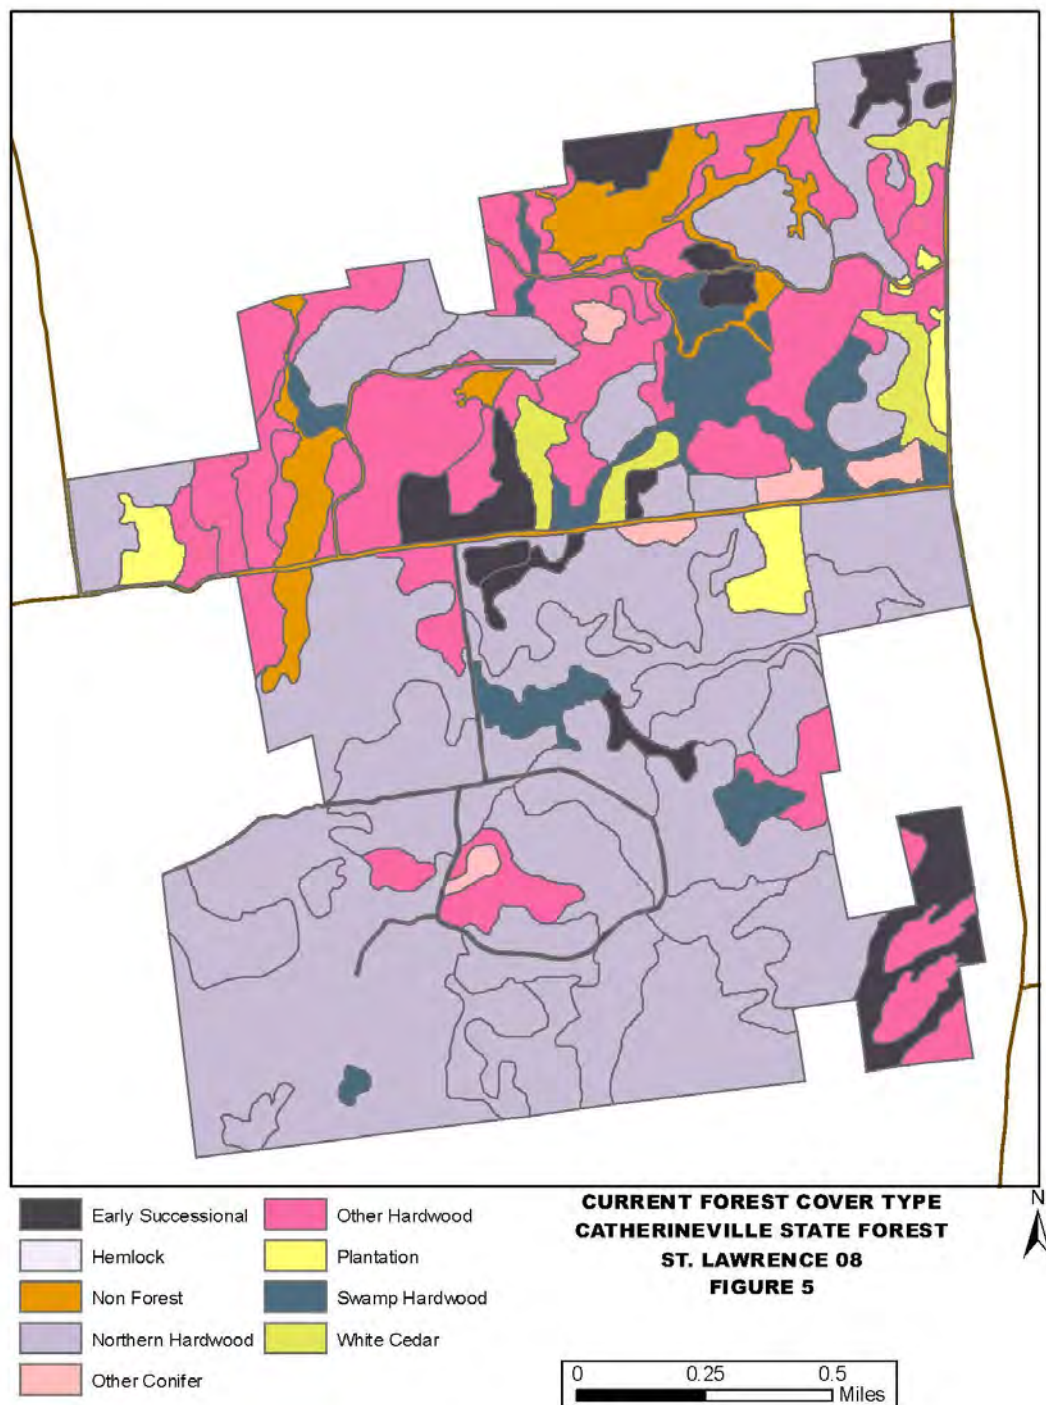 N
CURRENT FOREST COVER TYPE
CATHERINEVILLE STATE FOREST
ST. LAWRENCE 08
FIGURE 5
Early Successional
Hemlock
Non Forest
Northern Hardwood
Other Conifer
Other Hardwood
Plantation
Swamp Hardwood
White Cedar
0 0.25 0.5
Miles